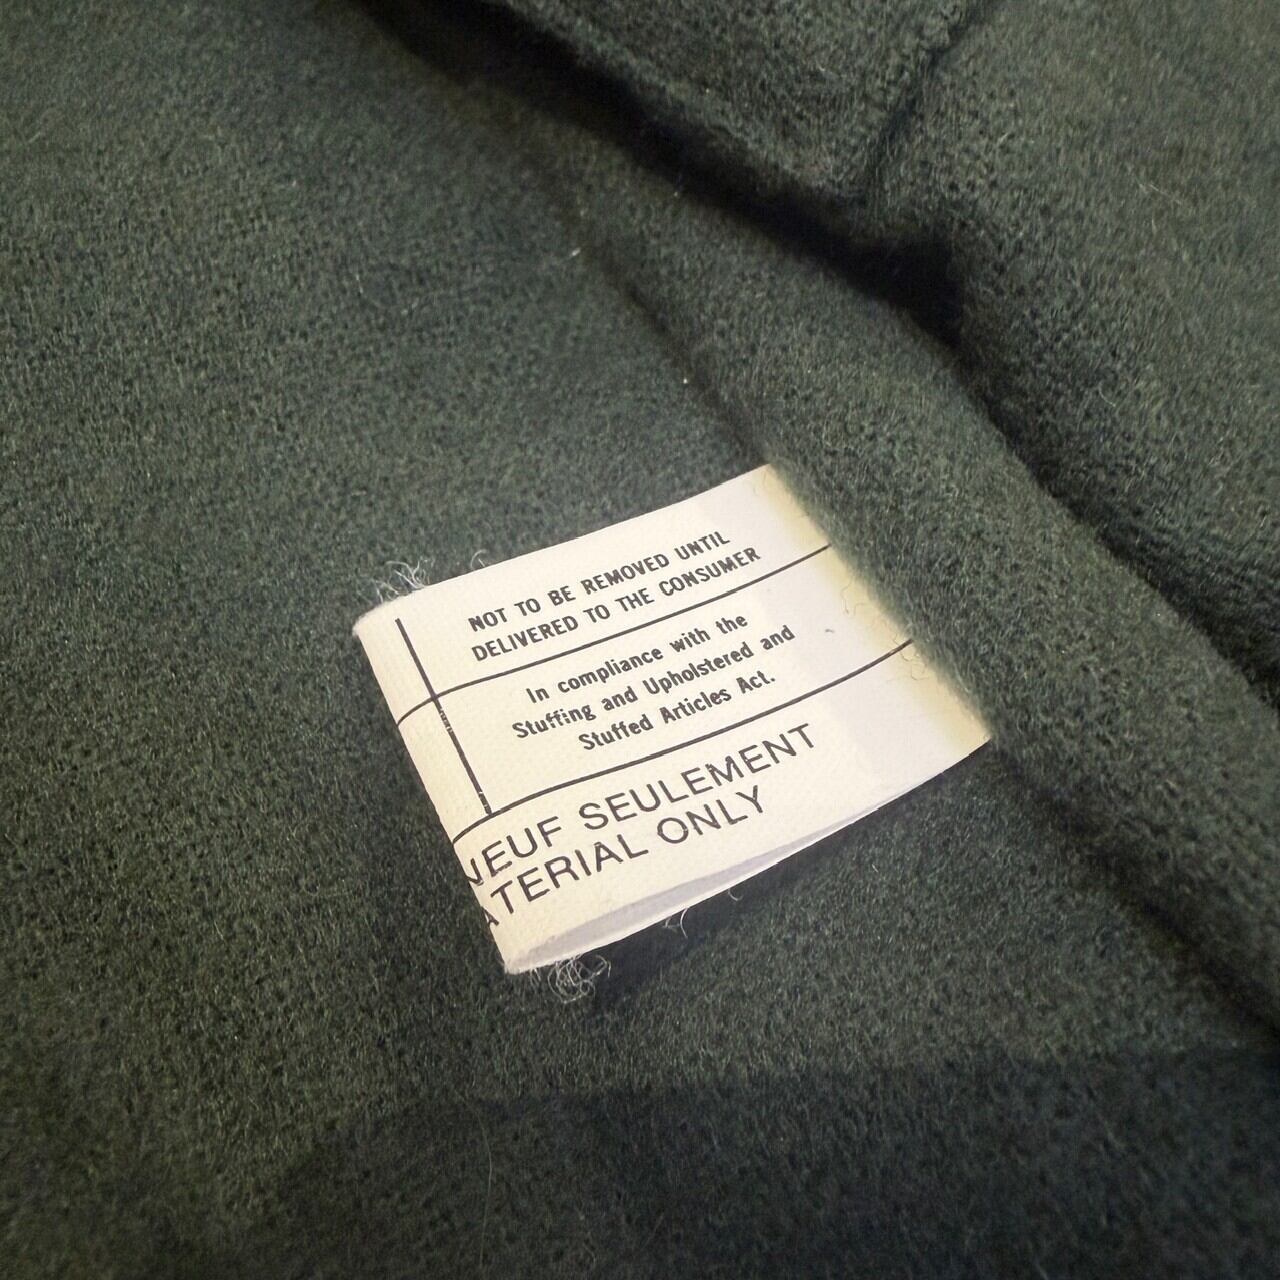 NOT TO BE REMOVED UNTIL
DELIVERED TO THE CONSUMER
In compliance with the
Stuffing and Upholstered and
Stuffed Articles Act.
NEUF SEULEMENT
ATERIAL ONLY